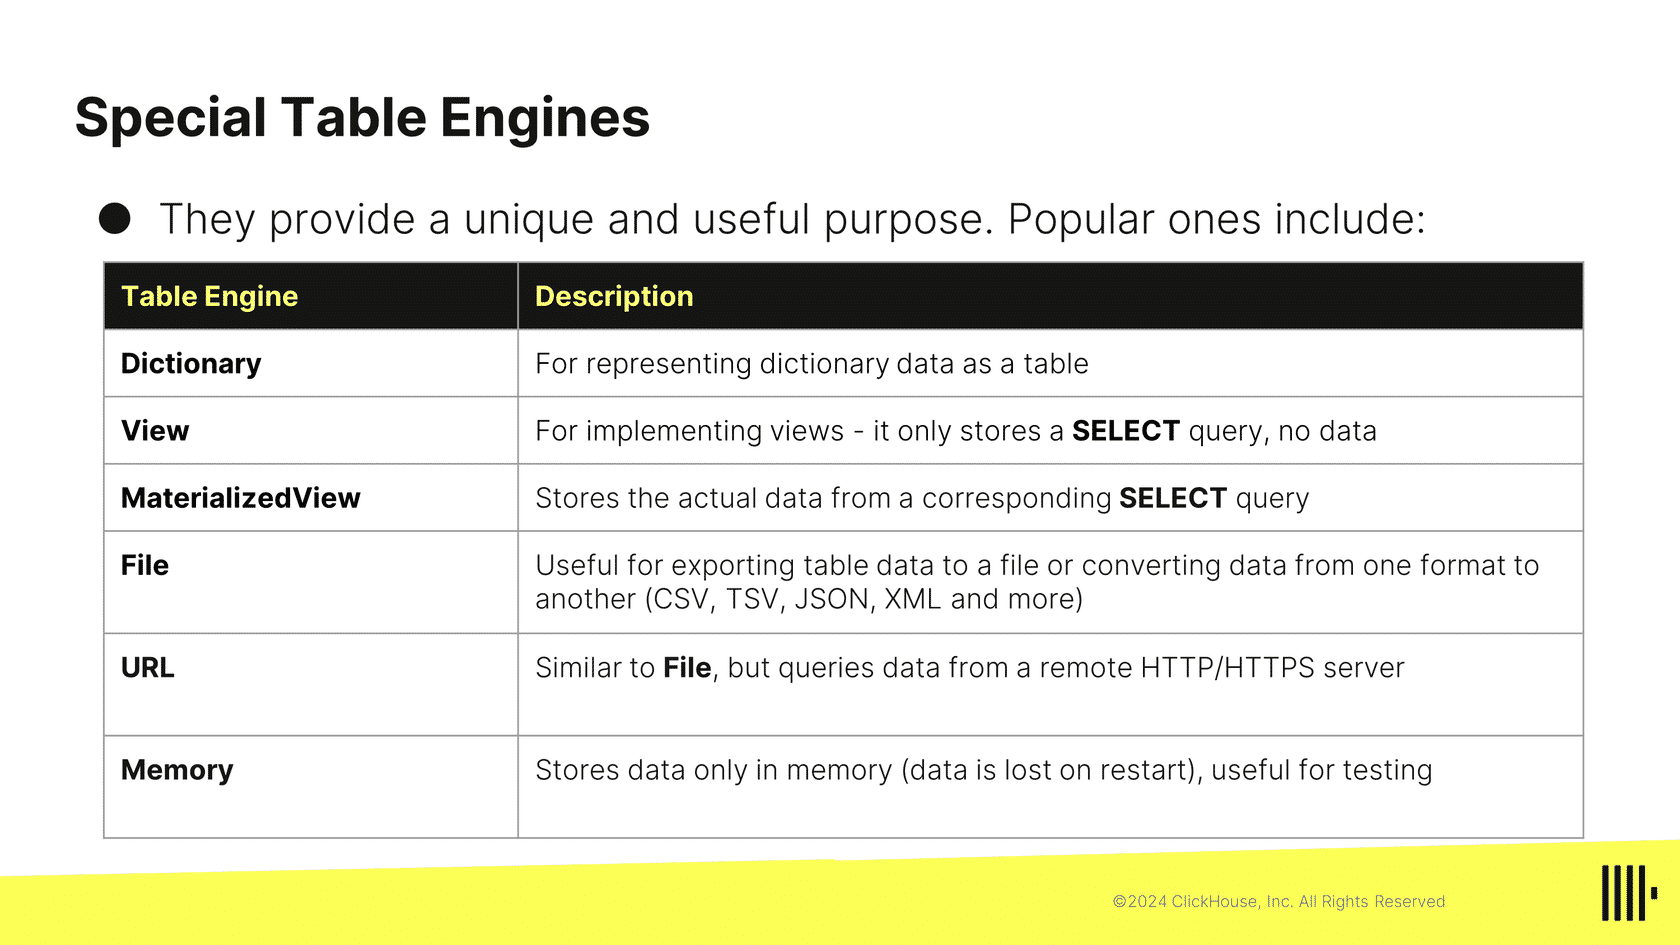 Special Table Engines
● They provide a unique and useful purpose. Popular ones include:
Table Engine Description
Dictionary For representing dictionary data as a table
View For implementing views - it only stores a SELECT query, no data
MaterializedView Stores the actual data from a corresponding SELECT query
File Useful for exporting table data to a file or converting data from one format to
another (CSV, TSV, JSON, XML and more)
URL Similar to File, but queries data from a remote HTTP/HTTPS server
Memory Stores data only in memory (data is lost on restart), useful for testing
©2024 ClickHouse, Inc. All Rights Reserved